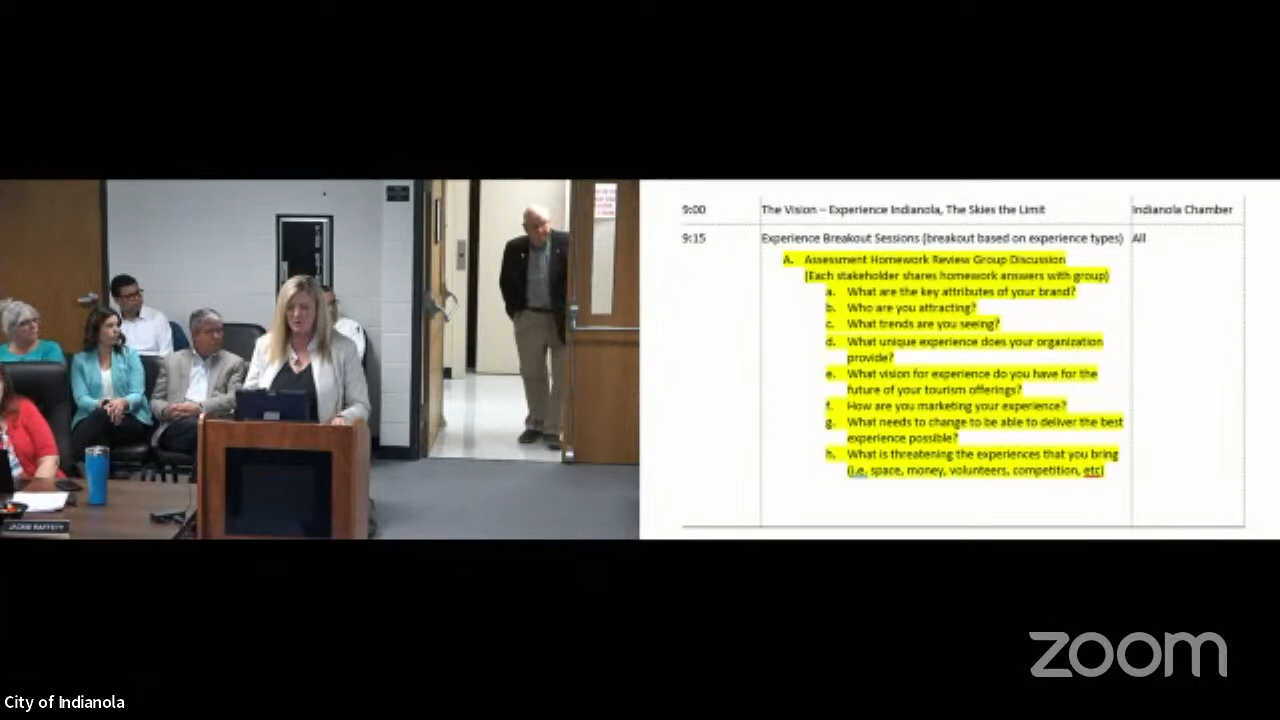 9:00 The Vision – Experience Indianola, The Skies the Limit Indianola Chamber
9:15 Experience Breakout Sessions (breakout based on experience types) All
A. Assessment Homework Review Group Discussion
(Each stakeholder shares homework answers with group)
a. What are the key attributes of your brand?
b. Who are you attracting?
c. What trends are you seeing?
d. What unique experience does your organization
provide?
e. What vision for experience do you have for the
future of your tourism offerings?
f. How are you marketing your experience?
g. What needs to change to be able to deliver the best
experience possible?
h. What is threatening the experiences that you bring
(i.e. space, money, volunteers, competition, etc)
JACKIE RAFFETY
zoom
City of Indianola